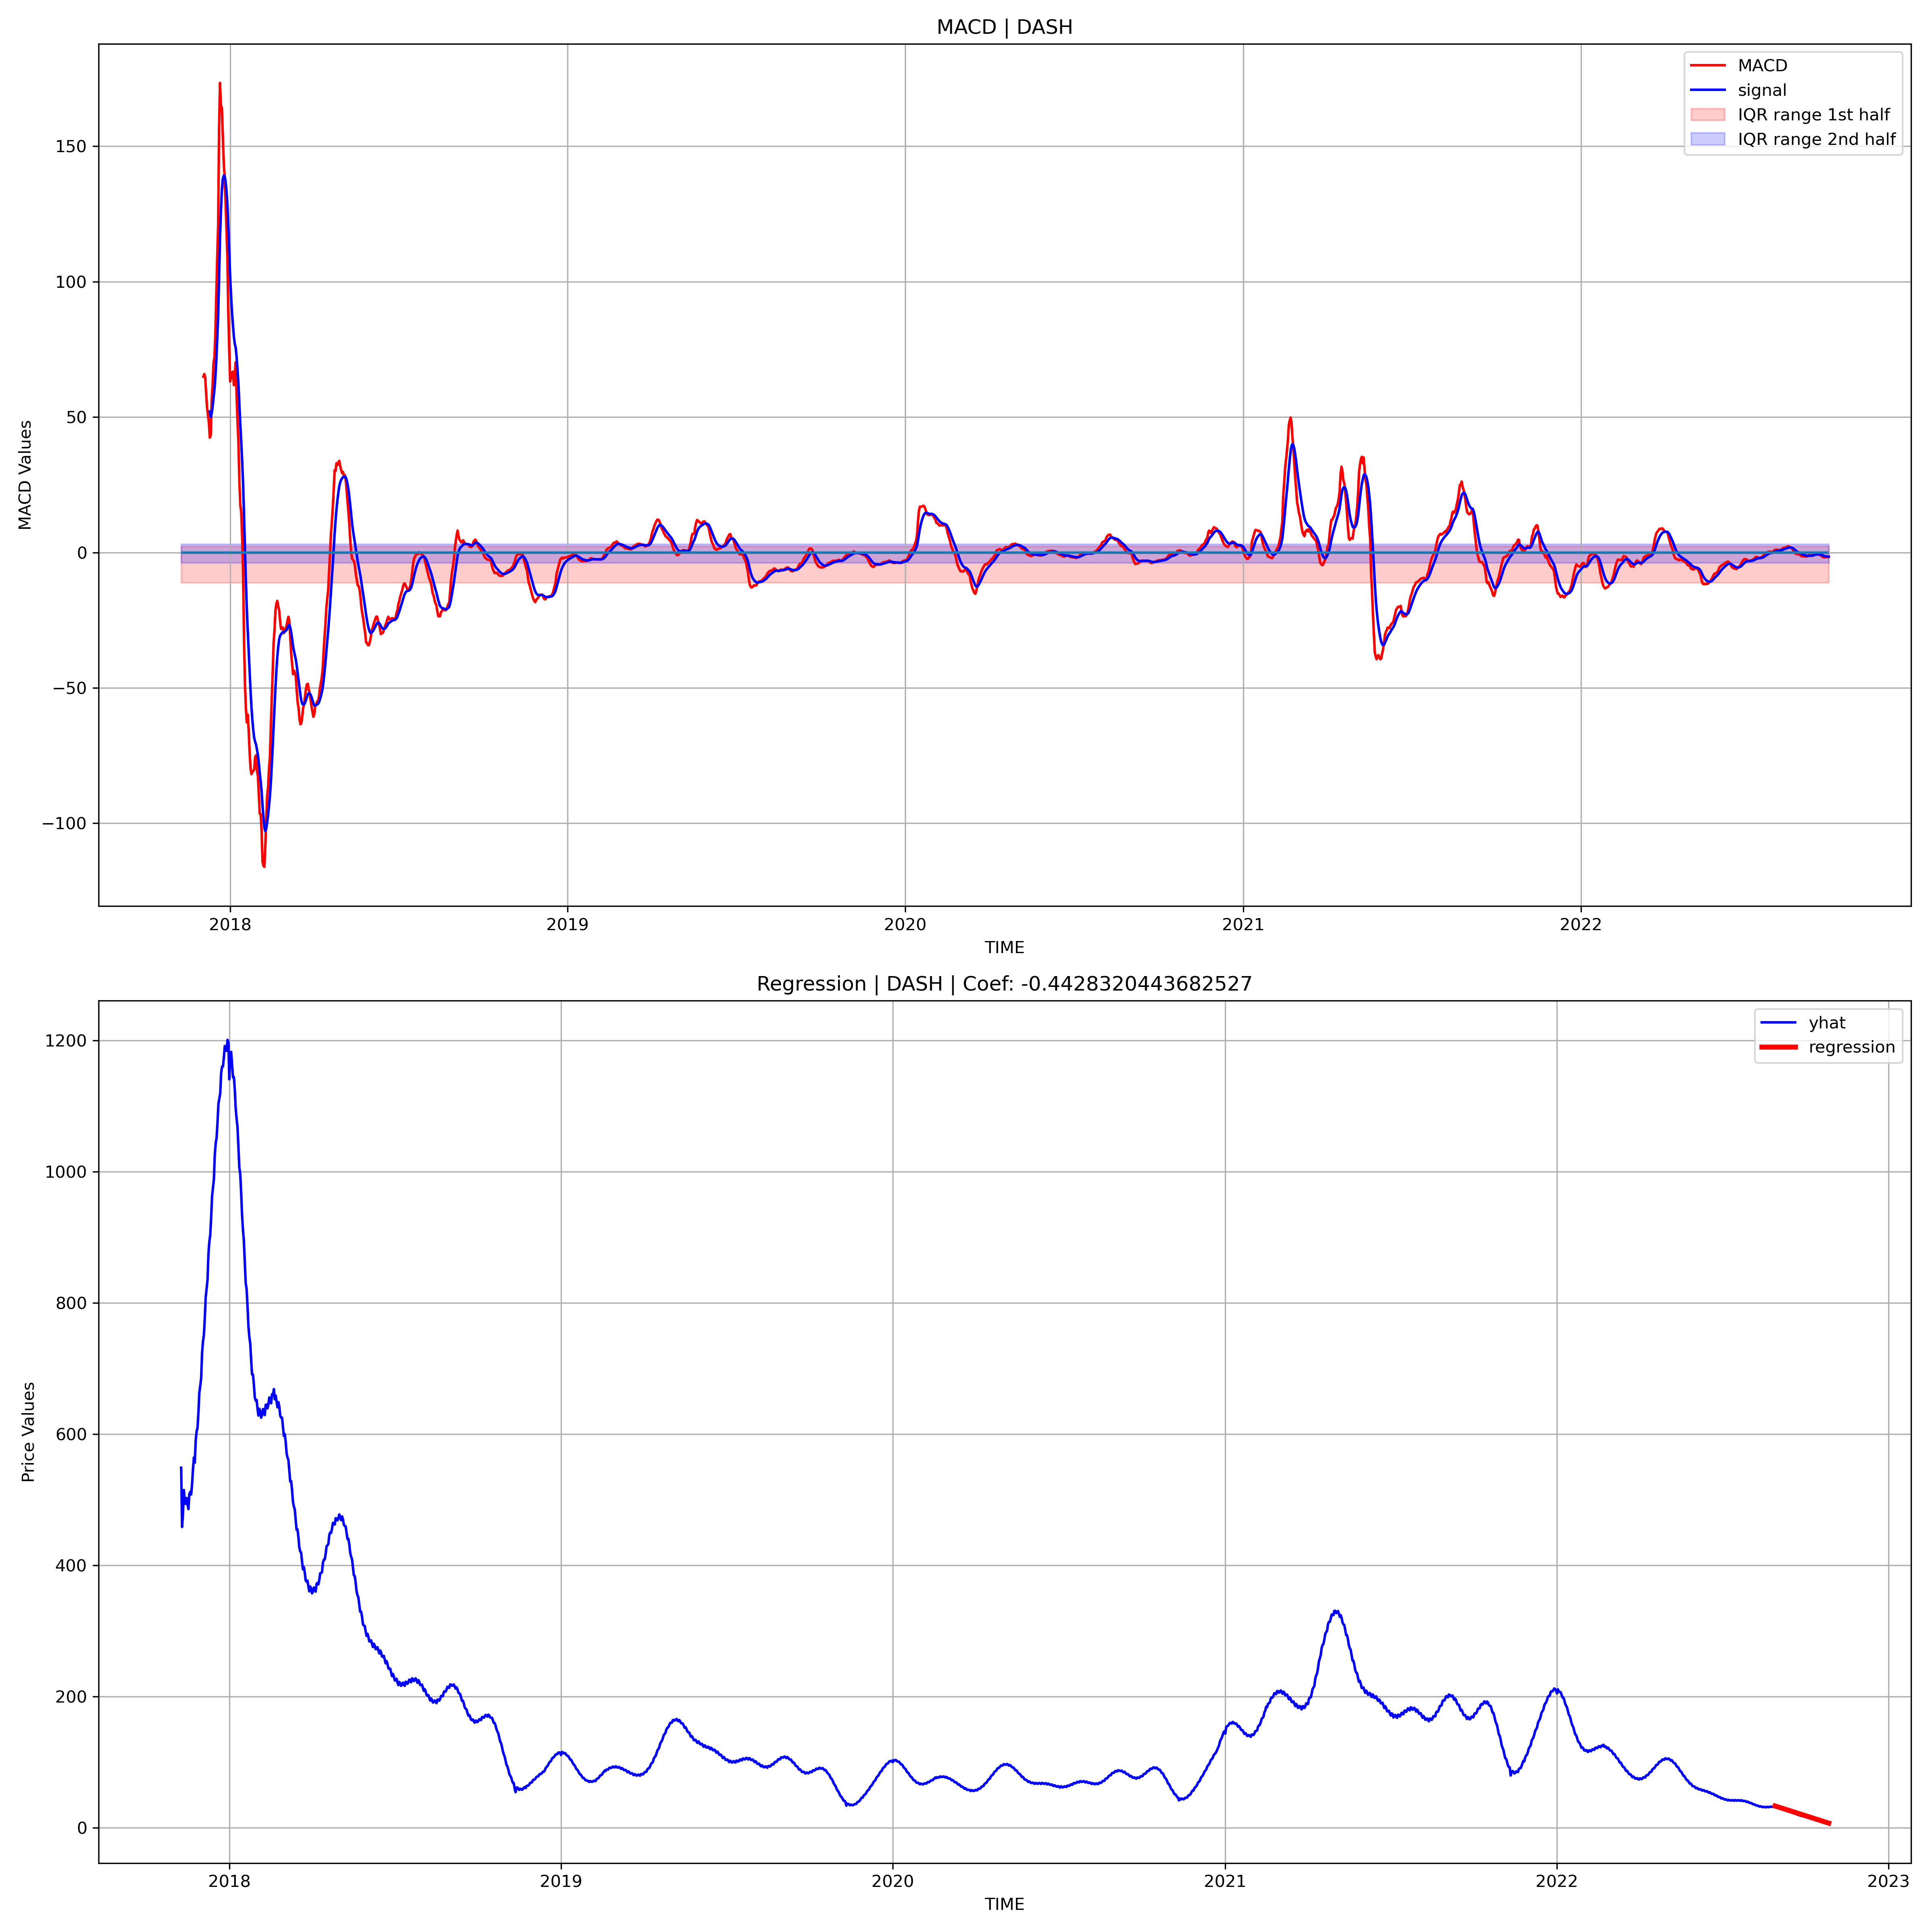 MACD | DASH
MACD
signal
IQR range 1st half
IQR range 2nd half
150
100
50
0
−50
−100
MACD Values
2018 2019 2020 2021 2022
TIME
Regression | DASH | Coef: -0.4428320443682527
yhat
regression
1200
1000
800
600
400
200
0
Price Values
2018 2019 2020 2021 2022 2023
TIME